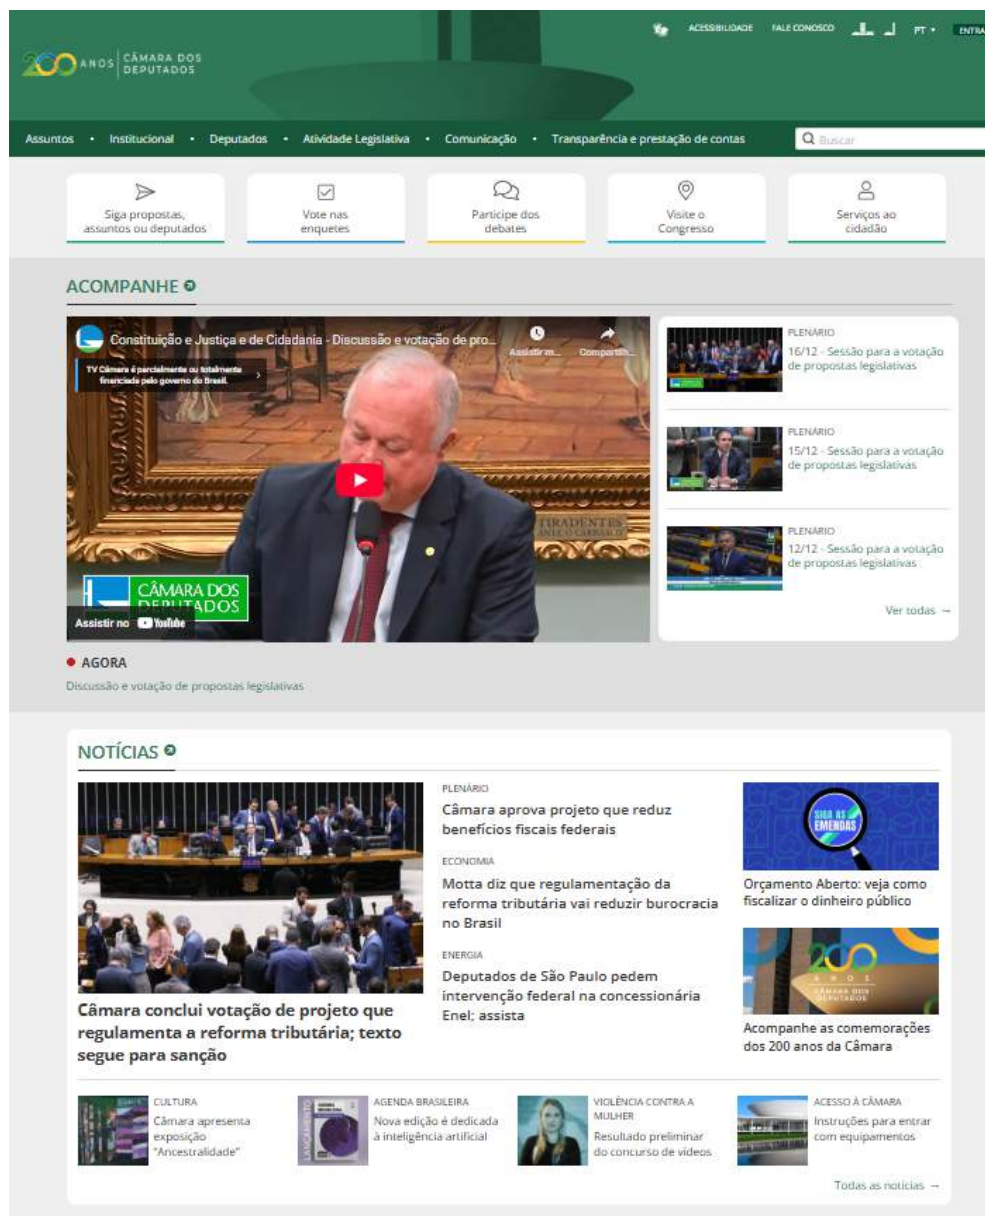 ACESSIBILIDADE FALE CONOSCO PT ENTRA
200 ANOS CÂMARA DOS
DEPUTADOS
Assuntos • Institucional • Deputados • Atividade Legislativa • Comunicação • Transparência e prestação de contas
Buscar
Siga propostas,
assuntos ou deputados
Vote nas
enquetes
Participe dos
debates
Visite o
Congresso
Serviços ao
cidadão
ACOMPANHE
Constituição e Justiça e de Cidadania - Discussão e votação de pro...
Assistir m...
Compartilh...
TV Câmara é parcialmente ou totalmente
financiada pelo governo do Brasil.
TIRADENTES
CÂMARA DOS
DEPUTADOS
Assistir no YouTube
PLENÁRIO
16/12 - Sessão para a votação
de propostas legislativas
PLENÁRIO
15/12 - Sessão para a votação
de propostas legislativas
PLENÁRIO
12/12 - Sessão para a votação
de propostas legislativas
Ver todas →
AGORA
Discussão e votação de propostas legislativas
NOTÍCIAS
Câmara conclui votação de projeto que
regulamenta a reforma tributária; texto
segue para sanção
PLENÁRIO
Câmara aprova projeto que reduz
benefícios fiscais federais
ECONOMIA
Motta diz que regulamentação da
reforma tributária vai reduzir burocracia
no Brasil
ENERGIA
Deputados de São Paulo pedem
intervenção federal na concessionária
Enel; assista
SIGA AS
EMENDAS
Orçamento Aberto: veja como
fiscalizar o dinheiro público
200
ANOS
CÂMARA DOS
DEPUTADOS
Acompanhe as comemorações
dos 200 anos da Câmara
CULTURA
Câmara apresenta
exposição
"Ancestralidade"
LANÇAMENTO
AGENDA BRASILEIRA
Nova edição é dedicada
à inteligência artificial
VIOLÊNCIA CONTRA A
MULHER
Resultado preliminar
do concurso de vídeos
ACESSO À CÂMARA
Instruções para entrar
com equipamentos
Todas as notícias →